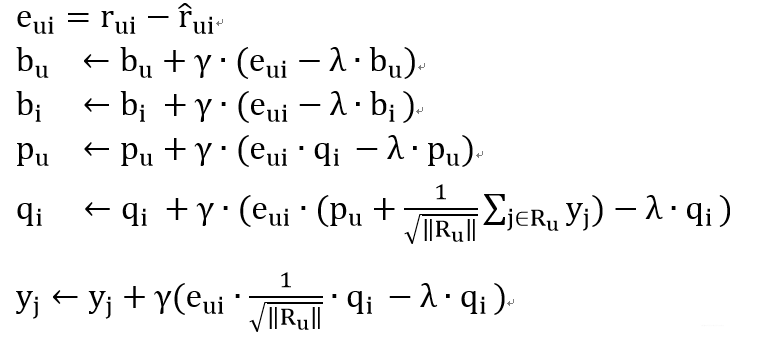 e_ui = r_ui − r̂_ui
b_u ← b_u + γ · (e_ui − λ · b_u)
b_i ← b_i + γ · (e_ui − λ · b_i)
p_u ← p_u + γ · (e_ui · q_i − λ · p_u)
q_i ← q_i + γ · (e_ui · (p_u + 1/√‖R_u‖ ∑_j∈R_u y_j) − λ · q_i)
y_j ← y_j + γ(e_ui · 1/√‖R_u‖ · q_i − λ · q_i)